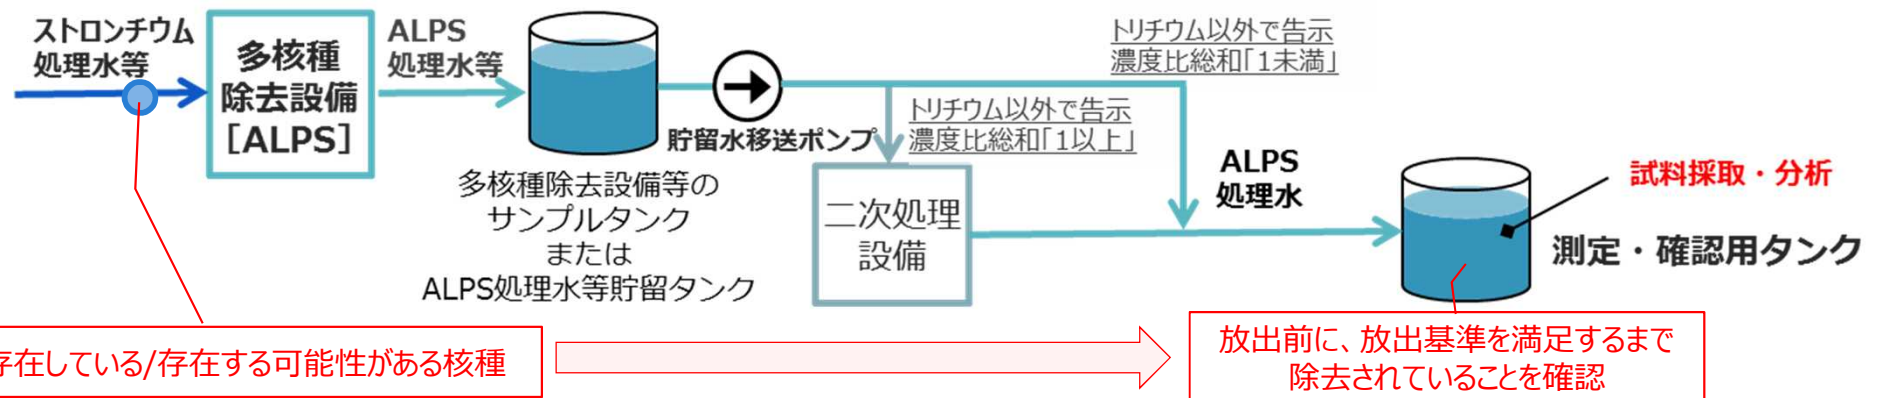 ストロンチウム
処理水等
多核種
除去設備
［ALPS］
ALPS
処理水等
貯留水移送ポンプ
多核種除去設備等の
サンプルタンク
または
ALPS処理水等貯留タンク
トリチウム以外で告示
濃度比総和「1以上」
二次処理
設備
トリチウム以外で告示
濃度比総和「1未満」
ALPS
処理水
試料採取・分析
測定・確認用タンク
存在している/存在する可能性がある核種
放出前に、放出基準を満足するまで
除去されていることを確認